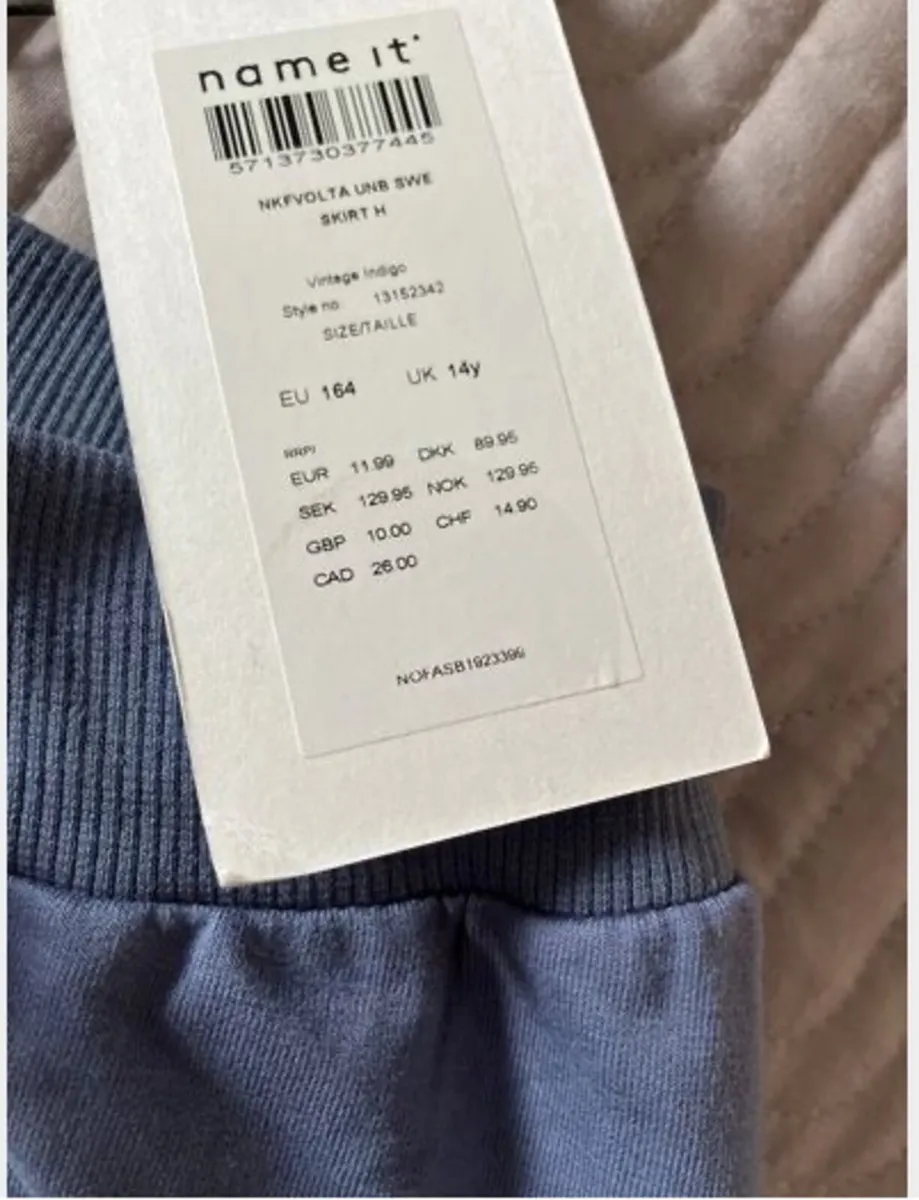 name it
5713730377445
NKFVOLTA UNB SWE
SKIRT H
Vintage Indigo
Style no 13152342
SIZE/TAILLE
EU 164 UK 14y
RRP/
EUR 11.99 DKK 89.95
SEK 129.95 NOK 129.95
GBP 10.00 CHF 14.90
CAD 26.00
NOFASB1923399